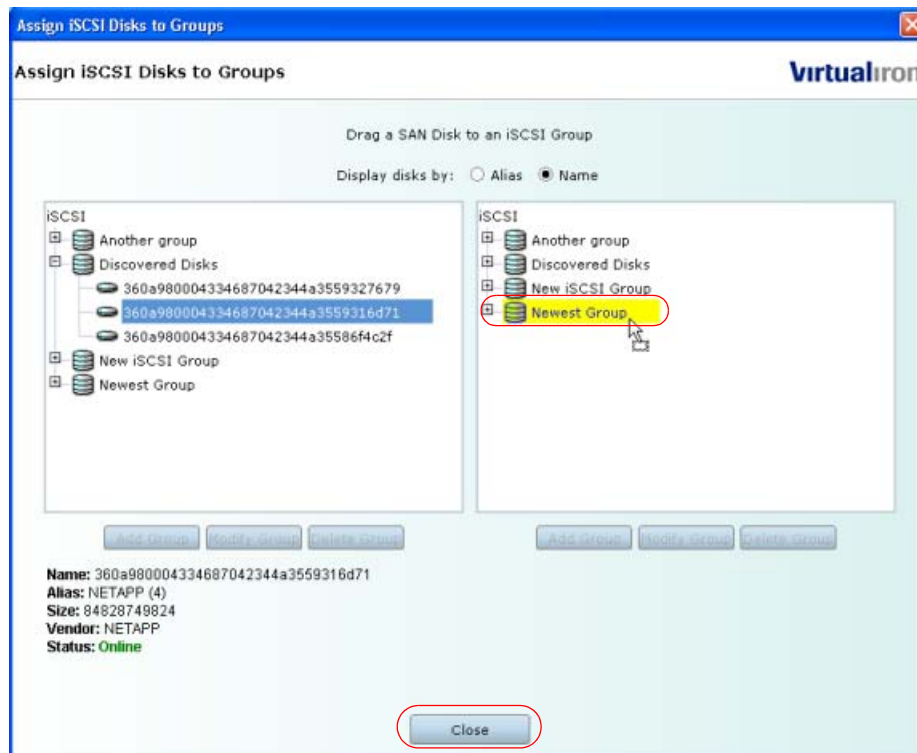 Assign iSCSI Disks to Groups
Assign iSCSI Disks to Groups
Virtualiron
Drag a SAN Disk to an iSCSI Group
Display disks by: Alias Name
iSCSI
Another group
Discovered Disks
360a980004334687042344a3559327679
360a980004334687042344a3559316d71
360a980004334687042344a35586f4c2f
New iSCSI Group
Newest Group
iSCSI
Another group
Discovered Disks
New iSCSI Group
Newest Group
Add Group Modify Group Delete Group
Add Group Modify Group Delete Group
Name: 360a980004334687042344a3559316d71
Alias: NETAPP (4)
Size: 84828749824
Vendor: NETAPP
Status: Online
Close